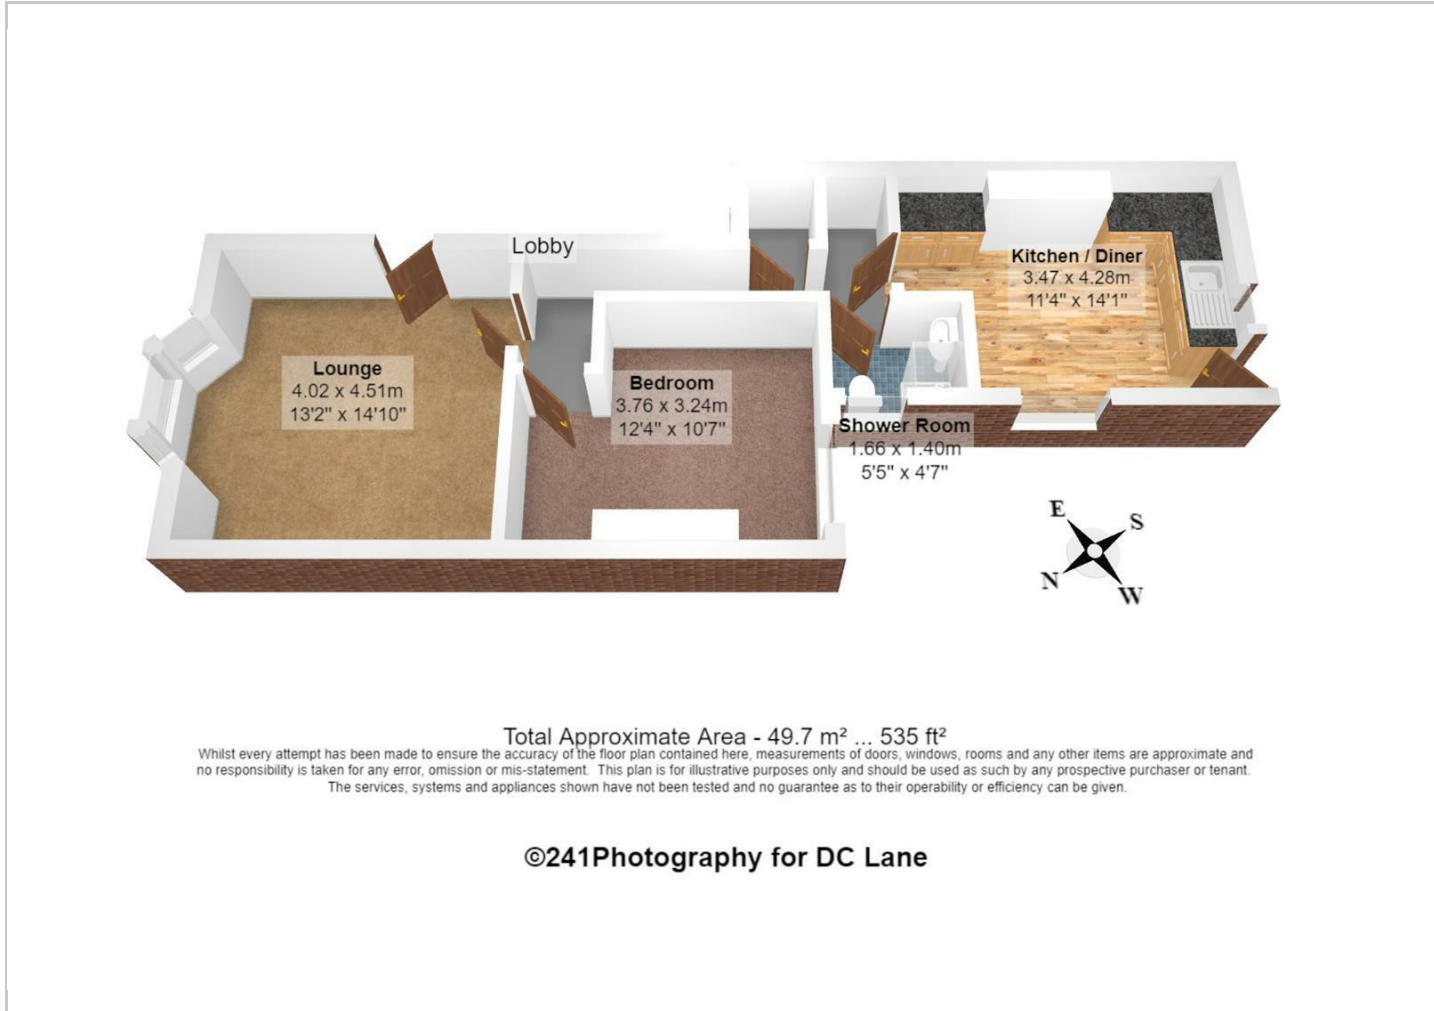 Lobby
Kitchen / Diner
3.47 x 4.28m
11'4" x 14'1"
Lounge
4.02 x 4.51m
13'2" x 14'10"
Bedroom
3.76 x 3.24m
12'4" x 10'7"
Shower Room
1.66 x 1.40m
5'5" x 4'7"
E
S
N
W
Total Approximate Area - 49.7 m² ... 535 ft²
Whilst every attempt has been made to ensure the accuracy of the floor plan contained here, measurements of doors, windows, rooms and any other items are approximate and
no responsibility is taken for any error, omission or mis-statement. This plan is for illustrative purposes only and should be used as such by any prospective purchaser or tenant.
The services, systems and appliances shown have not been tested and no guarantee as to their operability or efficiency can be given.
©241Photography for DC Lane